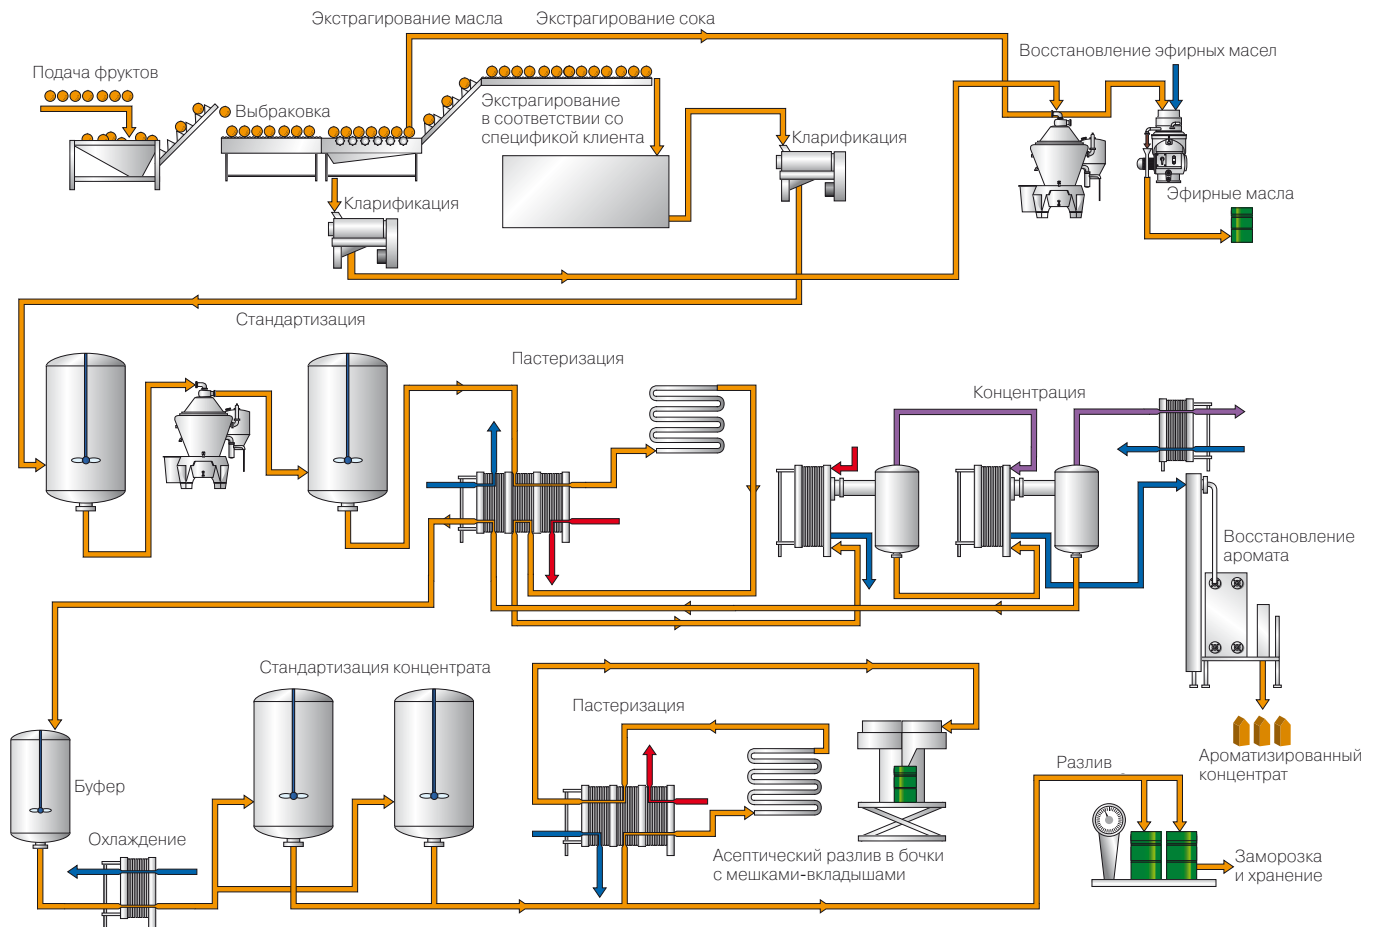 Экстрагирование масла
Экстрагирование сока
Восстановление эфирных масел
Подача фруктов
Выбраковка
Экстрагирование
в соответствии со
спецификой клиента
Кларификация
Кларификация
Эфирные масла
Стандартизация
Пастеризация
Концентрация
Восстановление
аромата
Стандартизация концентрата
Пастеризация
Буфер
Разлив
Ароматизированный
концентрат
Охлаждение
Асептический разлив в бочки
с мешками-вкладышами
Заморозка
и хранение